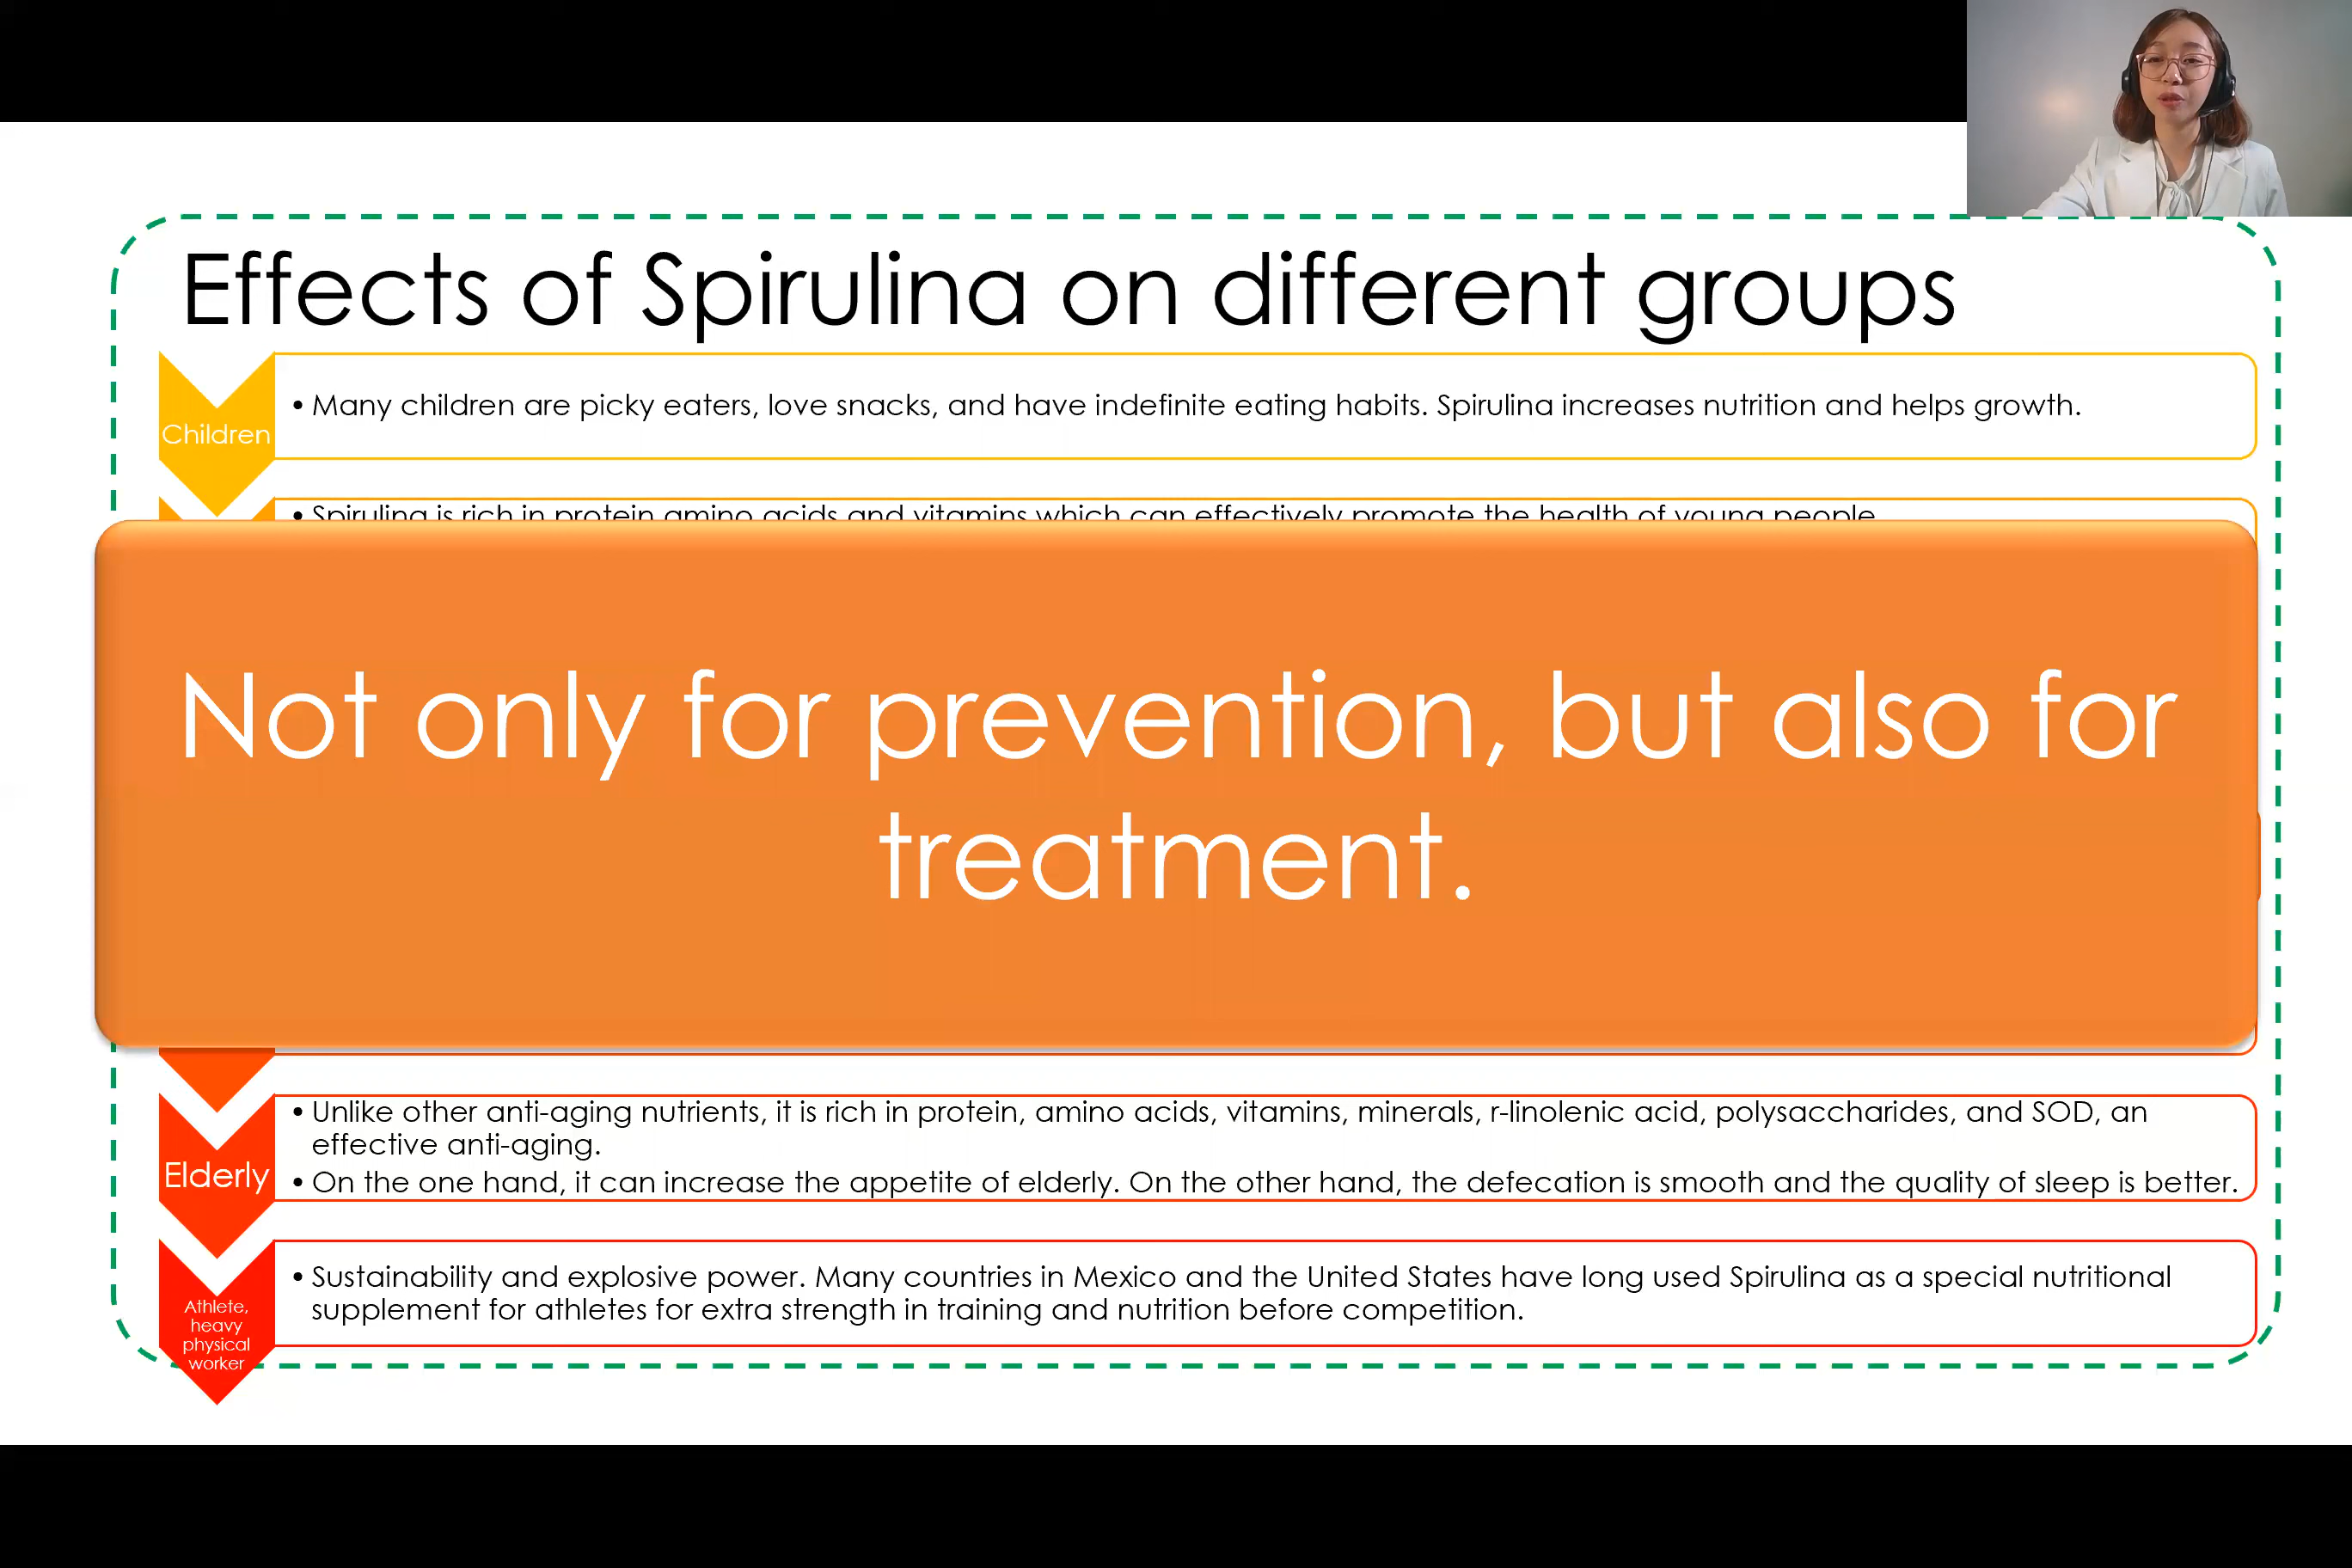 Effects of Spirulina on different groups
Children
• Many children are picky eaters, love snacks, and have indefinite eating habits. Spirulina increases nutrition and helps growth.
• Spirulina is rich in protein amino acids and vitamins which can effectively promote the health of young people
Not only for prevention, but also for
treatment.
Elderly
• Unlike other anti-aging nutrients, it is rich in protein, amino acids, vitamins, minerals, r-linolenic acid, polysaccharides, and SOD, an
effective anti-aging.
• On the one hand, it can increase the appetite of elderly. On the other hand, the defecation is smooth and the quality of sleep is better.
Athlete,
heavy
physical
worker
• Sustainability and explosive power. Many countries in Mexico and the United States have long used Spirulina as a special nutritional
supplement for athletes for extra strength in training and nutrition before competition.